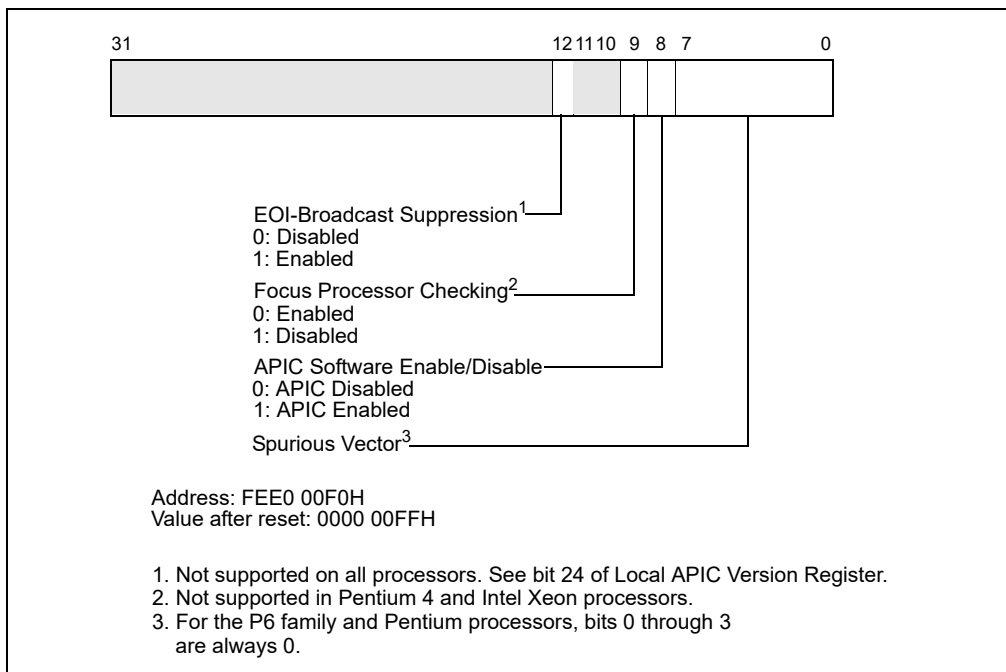 31 12 11 10 9 8 7 0
EOI-Broadcast Suppression1
0: Disabled
1: Enabled
Focus Processor Checking2
0: Enabled
1: Disabled
APIC Software Enable/Disable
0: APIC Disabled
1: APIC Enabled
Spurious Vector3
Address: FEE0 00F0H
Value after reset: 0000 00FFH
1. Not supported on all processors. See bit 24 of Local APIC Version Register.
2. Not supported in Pentium 4 and Intel Xeon processors.
3. For the P6 family and Pentium processors, bits 0 through 3
are always 0.